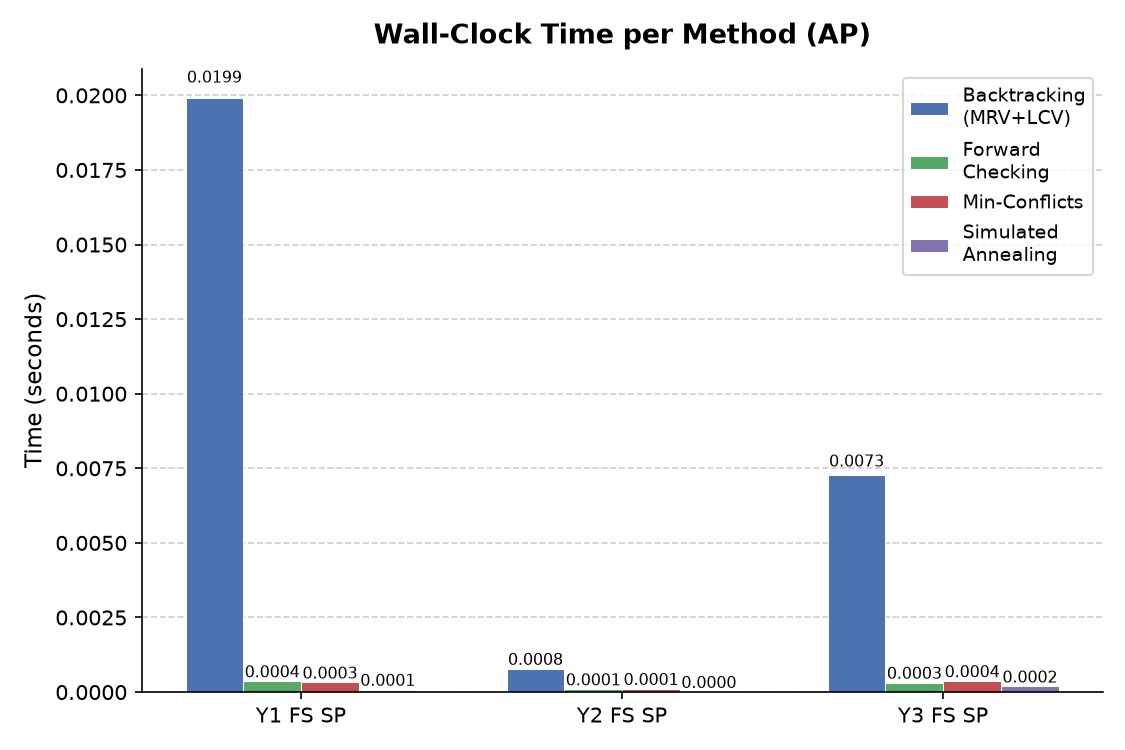 Wall-Clock Time per Method (AP)
Time (seconds)
0.0200
0.0175
0.0150
0.0125
0.0100
0.0075
0.0050
0.0025
0.0000
0.0199
0.0004
0.0003
0.0001
0.0008
0.0001
0.0001
0.0000
0.0073
0.0003
0.0004
0.0002
Y1 FS SP
Y2 FS SP
Y3 FS SP
Backtracking
(MRV+LCV)
Forward
Checking
Min-Conflicts
Simulated
Annealing